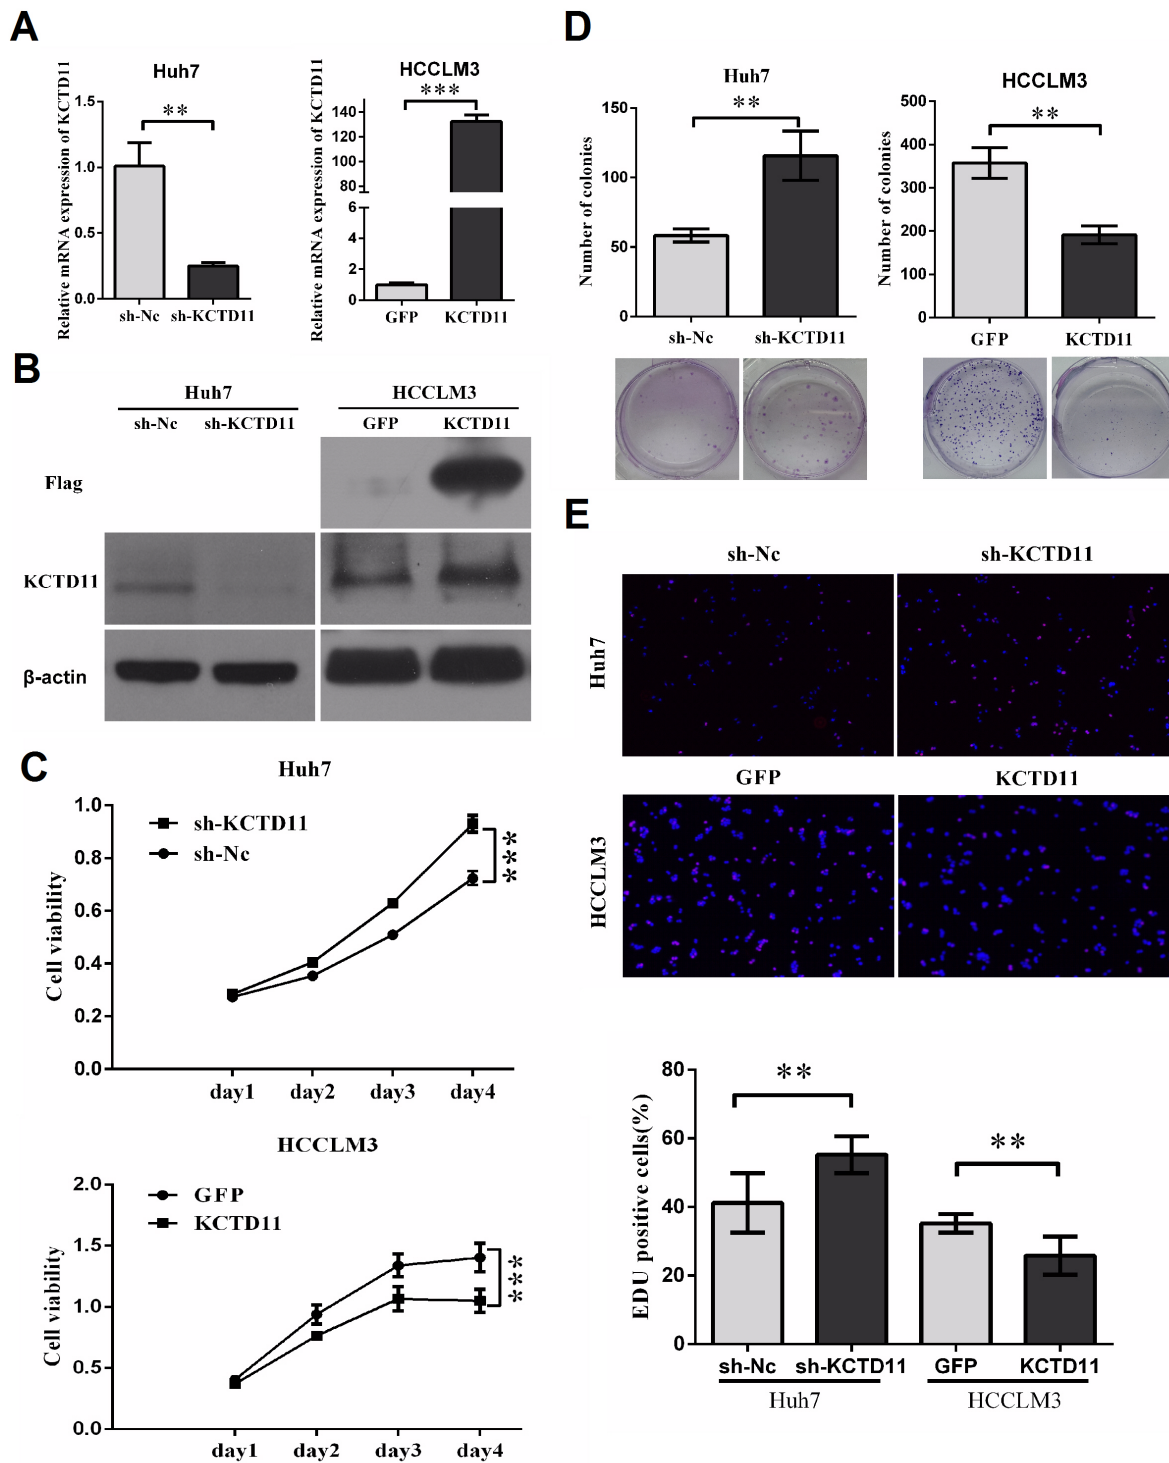 A
Huh7
Relative mRNA expression of KCTD11
1.5
1.0
0.5
0.0
**
sh-Nc sh-KCTD11
HCCLM3
Relative mRNA expression of KCTD11
140
120
100
80
6
4
2
0
***
GFP KCTD11
B
Huh7 HCCLM3
sh-Nc sh-KCTD11 GFP KCTD11
Flag
KCTD11
β-actin
C
Huh7
Cell viability
1.0
0.8
0.6
0.4
0.2
0.0
sh-KCTD11
sh-Nc
***
day1 day2 day3 day4
HCCLM3
Cell viability
2.0
1.5
1.0
0.5
0.0
GFP
KCTD11
***
day1 day2 day3 day4
D
Huh7
Number of colonies
150
100
50
0
**
sh-Nc sh-KCTD11
HCCLM3
Number of colonies
500
400
300
200
100
0
**
GFP KCTD11
E
sh-Nc sh-KCTD11
Huh7
GFP KCTD11
HCCLM3
EDU positive cells(%)
80
60
40
20
0
**
**
sh-Nc sh-KCTD11 GFP KCTD11
Huh7 HCCLM3